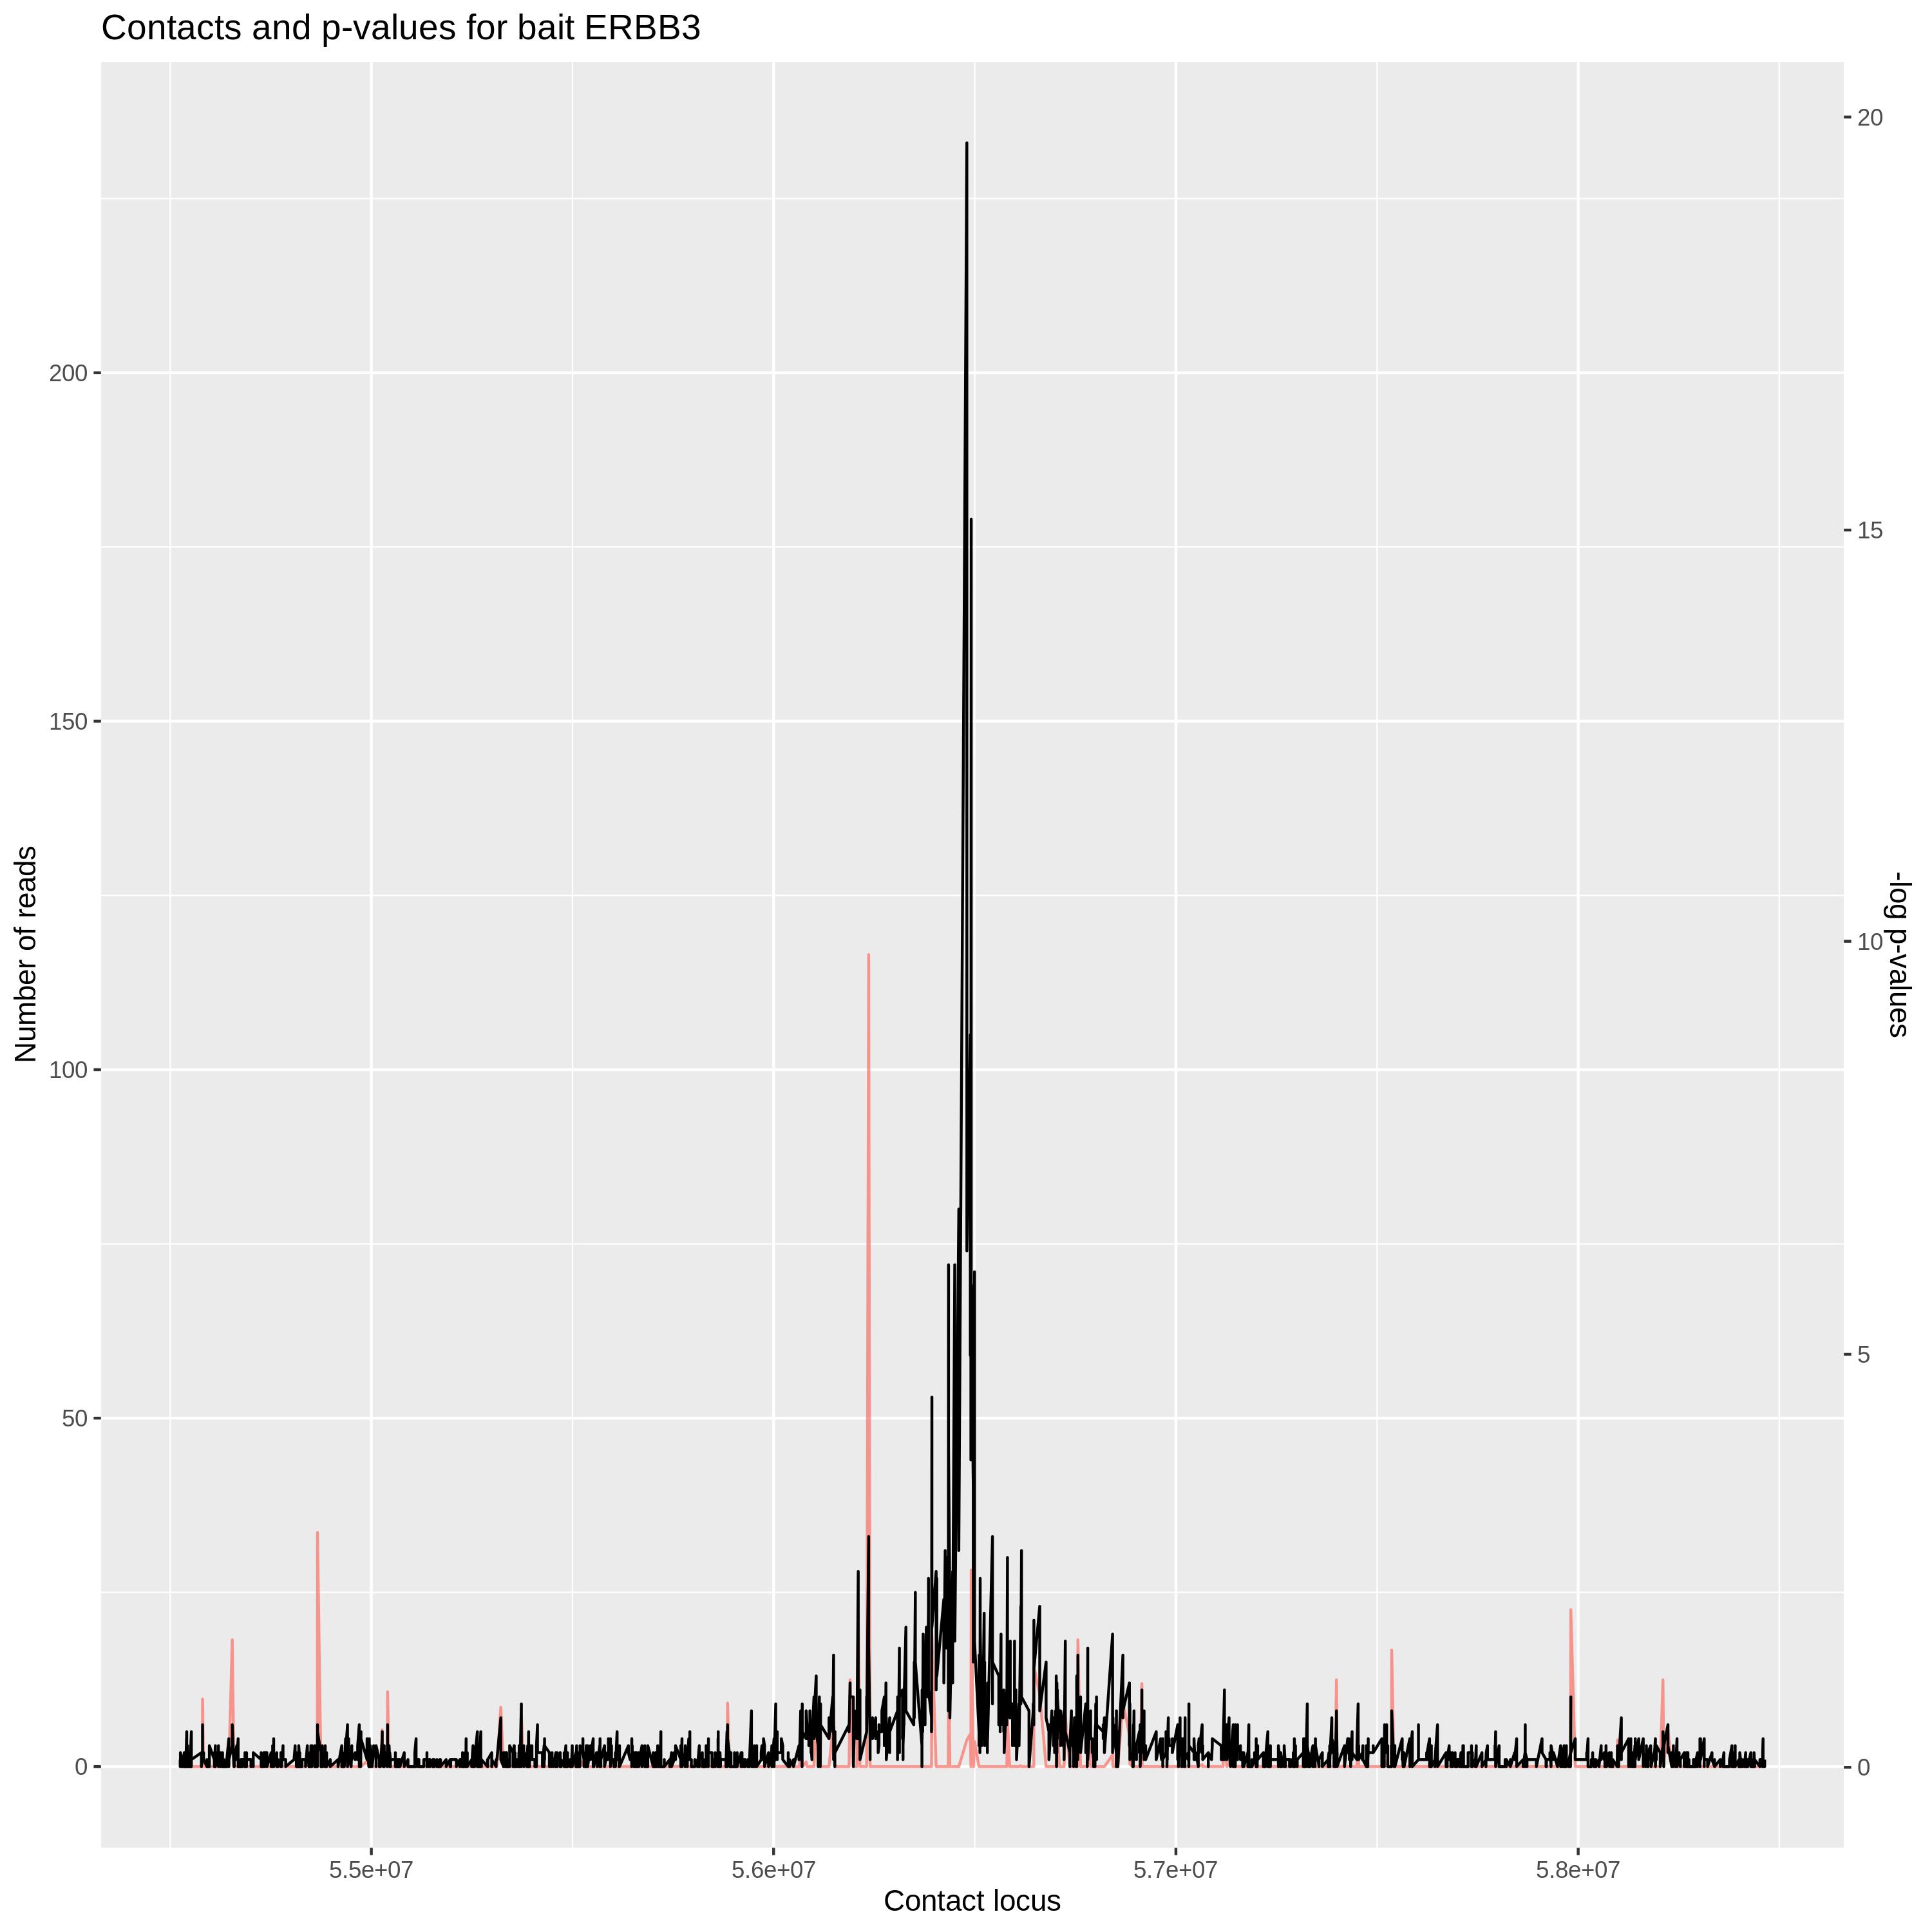 Contacts and p-values for bait ERBB3
20
15
10
5
0
-log p-values
200
150
100
50
0
Number of reads
5.5e+07 5.6e+07 5.7e+07 5.8e+07
Contact locus